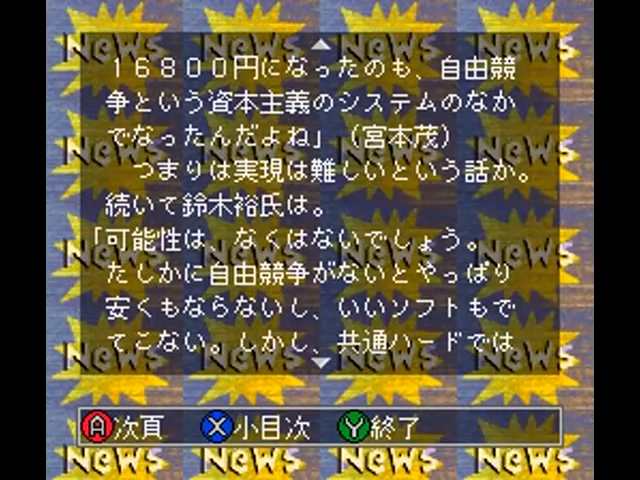 １６８００円になったのも、自由競
争という資本主義のシステムのなか
でなったんだよね」（宮本茂）
　つまりは実現は難しいという話か。
続いて鈴木裕氏は。
「可能性は、なくはないでしょう。
たしかに自由競争がないとやっぱり
安くもならないし、いいソフトもで
てこない。しかし、共通ハードでは
A次頁 X小目次 Y終了
NEWS NEWS NEWS NEWS